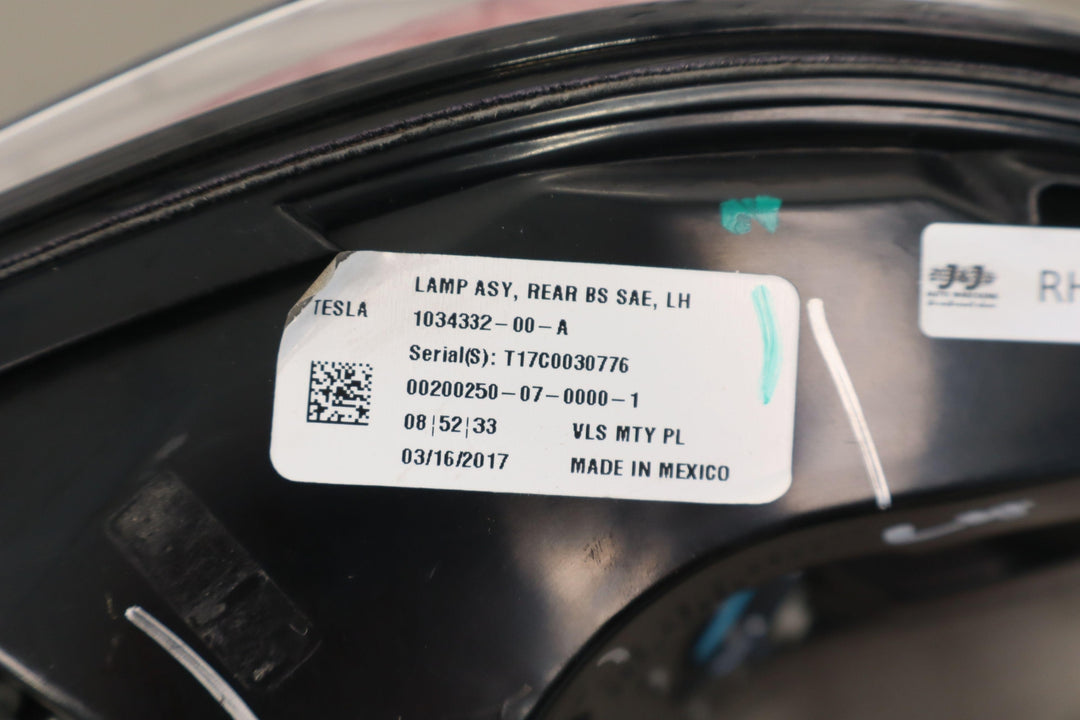 LAMP ASY, REAR BS SAE, LH
TESLA
1034332-00-A
Serial(S): T17C0030776
00200250-07-0000-1
08¦52¦33
VLS MTY PL
03/16/2017
MADE IN MEXICO
RH